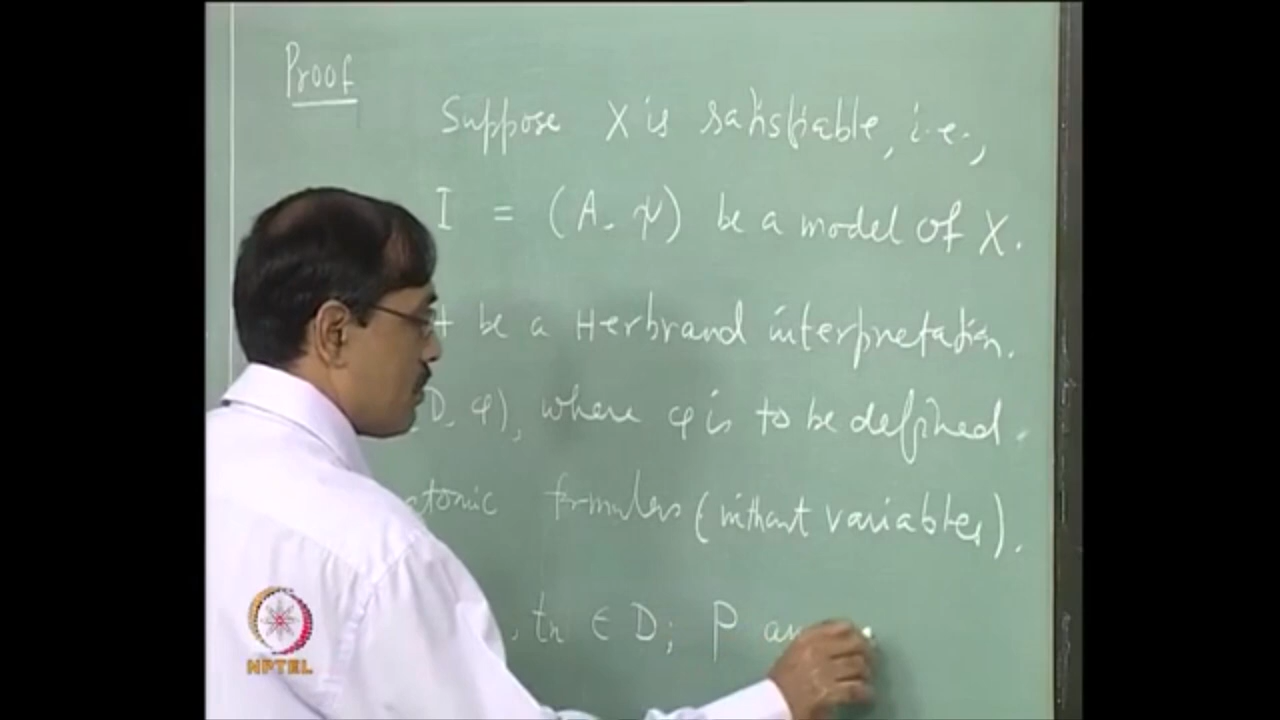 Proof
Suppose X is satisfiable, i.e.,
I = (A, ψ) be a model of X.
be a Herbrand interpretation.
D, φ), where φ is to be defined.
atomic formulas (without variables).
, tn ∈ D; P
NPTEL